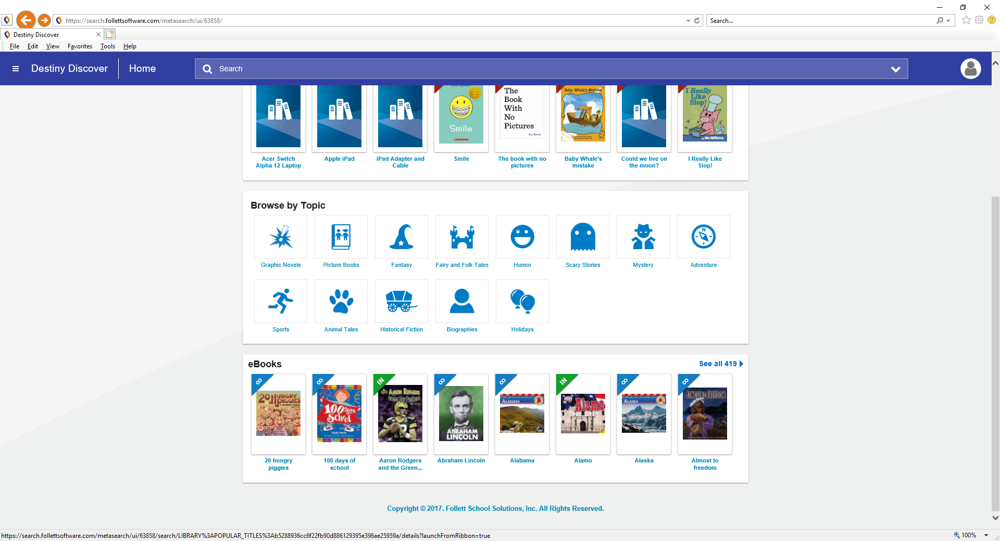 https://search.follettsoftware.com/metasearch/ui/63858/
Search...
Destiny Discover
File Edit View Favorites Tools Help
Destiny Discover
Home
Search
Smile
The
Book
With
No
Pictures
B.J. Novak
Baby Whale's Mistake
I Really
Like
Slop!
by Mo Willems
Acer Switch
Alpha 12 Laptop
Apple iPad
iPad Adapter and
Cable
Smile
The book with no
pictures
Baby Whale's
mistake
Could we live on
the moon?
I Really Like
Slop!
Browse by Topic
N
Graphic Novels
Picture Books
Fantasy
Fairy and Folk Tales
Humor
Scary Stories
Mystery
Adventure
Sports
Animal Tales
Historical Fiction
Biographies
Holidays
eBooks
See all 419
20 HUNGRY
PIGGIES
100 Days
of School
Trudy Harris
IN
AARON RODGERS
GREEN BAY PACKERS
ABRAHAM
LINCOLN
ALABAMA
IN
Alamo
ALASKA
ALMOST TO FREEDOM
20 hungry
piggies
100 days of
school
Aaron Rodgers
and the Green...
Abraham Lincoln
Alabama
Alamo
Alaska
Almost to
freedom
Copyright © 2017. Follett School Solutions, Inc. All Rights Reserved.
https://search.follettsoftware.com/metasearch/ui/63858/search/LIBRARY%3APOPULAR_TITLES%3Ab5288936cc6f22fb90d886129395e396ae25959a/details?launchFromRibbon=true
100%